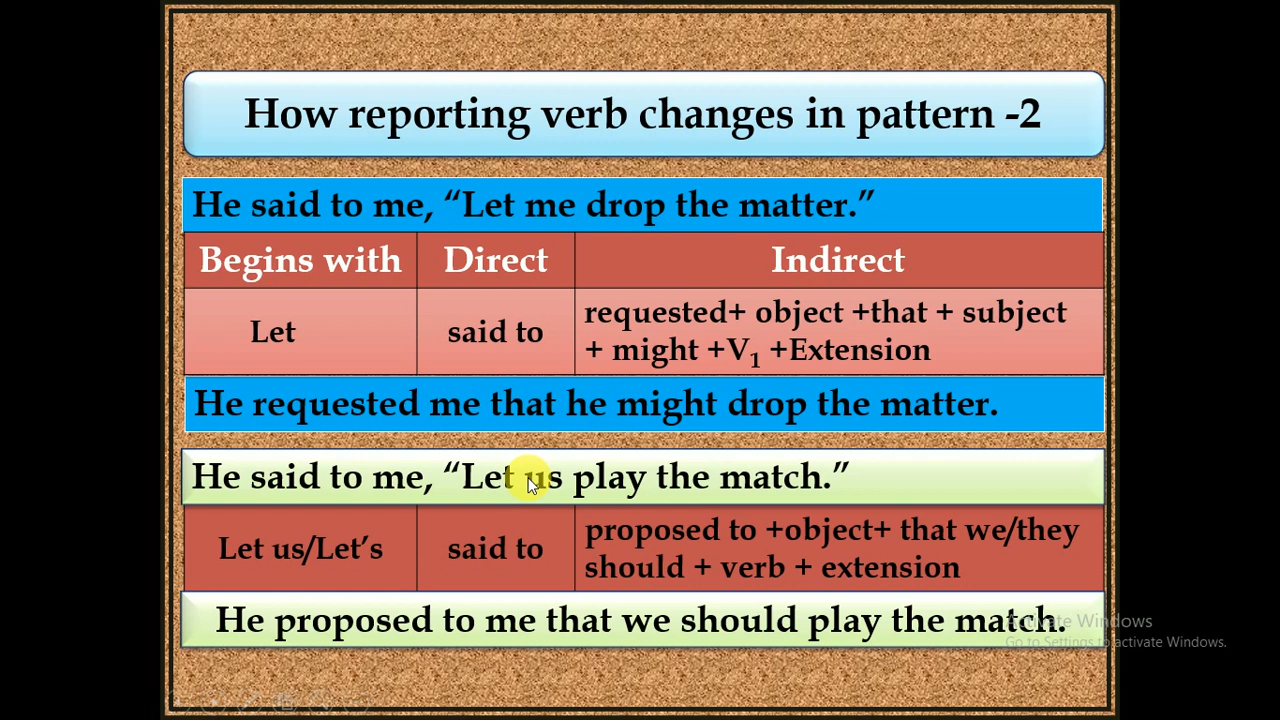 How reporting verb changes in pattern -2
He said to me, “Let me drop the matter.”
Begins with Direct Indirect
Let said to requested+ object +that + subject
+ might +V₁ +Extension
He requested me that he might drop the matter.
He said to me, “Let us play the match.”
Let us/Let’s said to proposed to +object+ that we/they
should + verb + extension
He proposed to me that we should play the match.
Activate Windows
Go to Settings to activate Windows.